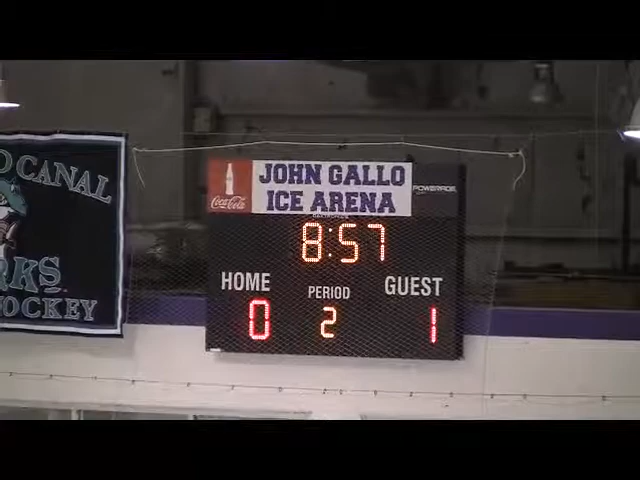 O CANAL
RKS
HOCKEY
JOHN GALLO
ICE ARENA
Coca-Cola
POWERADE
8:57
HOME
PERIOD
GUEST
0
2
1